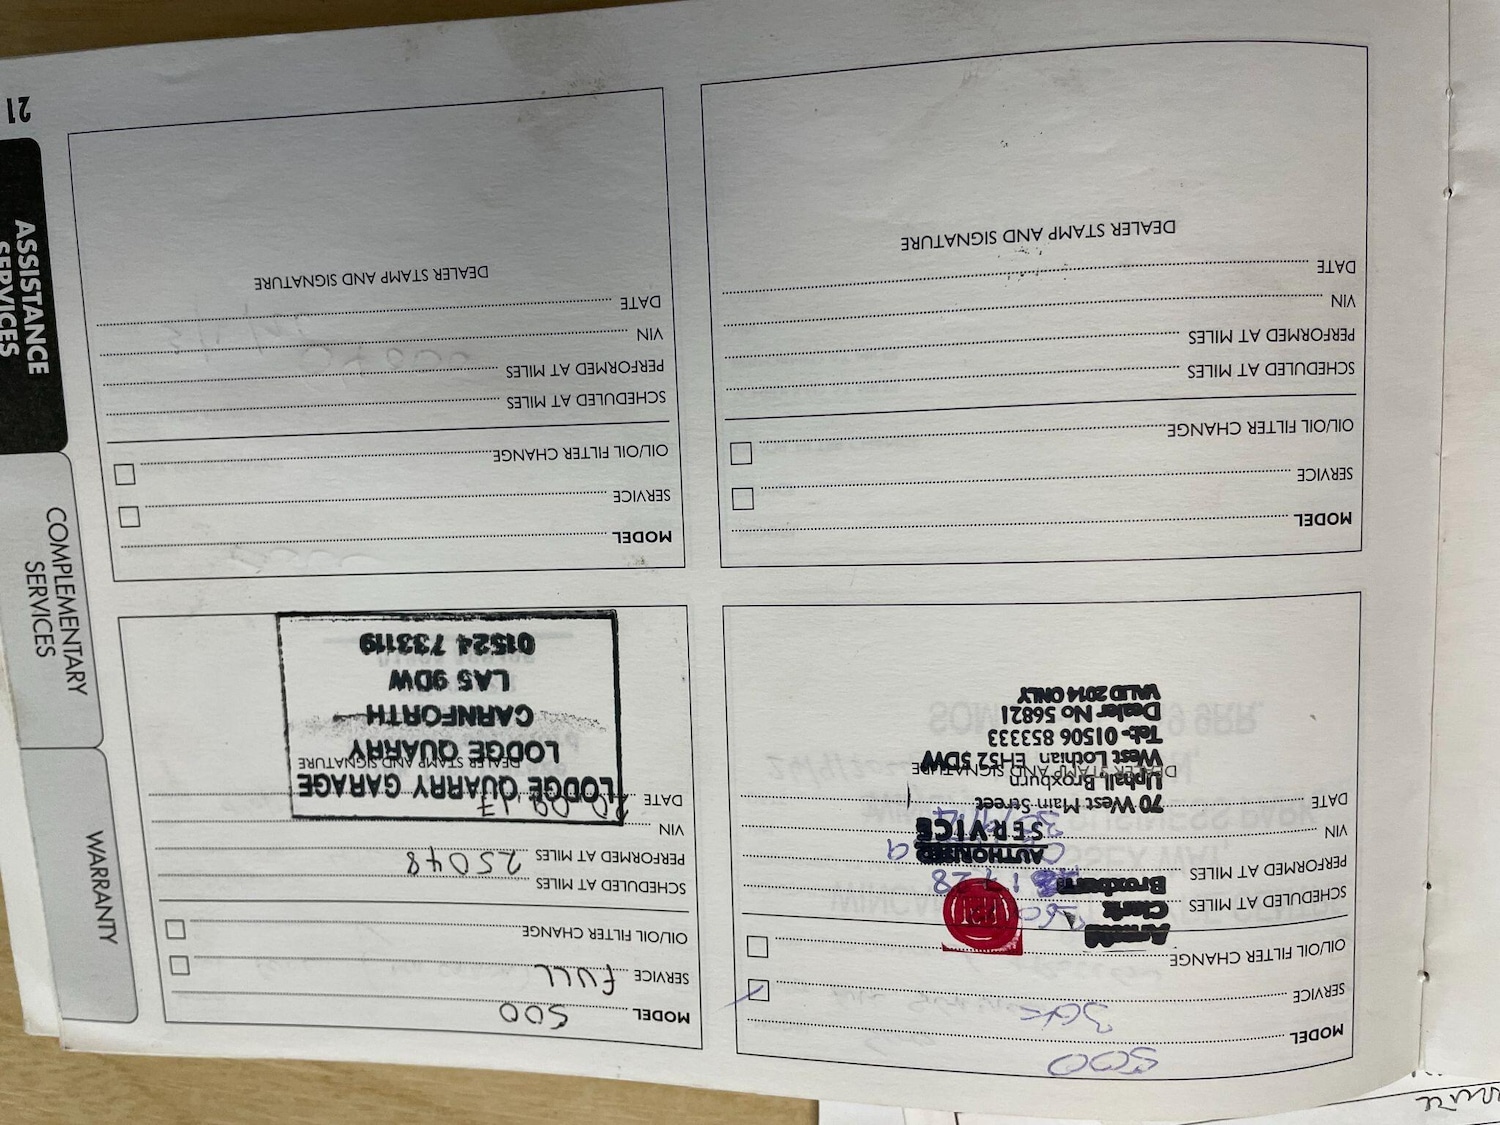 MODEL 500
SERVICE 30K
OIL/OIL FILTER CHANGE
SCHEDULED AT MILES
PERFORMED AT MILES
VIN
DATE
DEALER STAMP AND SIGNATURE
Arnold
Clark
Broxburn
AUTHORISED
SERVICE
70 West Main Street
Uphall Broxburn
West Lothian EH52 5DW
Tel:- 01506 853333
Dealer No 56821
VALID 2014 ONLY
MODEL 500
SERVICE FULL
OIL/OIL FILTER CHANGE
SCHEDULED AT MILES
PERFORMED AT MILES 25048
VIN
DATE
DEALER STAMP AND SIGNATURE
LODGE QUARRY GARAGE
LODGE QUARRY
CARNFORTH
LA5 9DW
01524 733119
MODEL
SERVICE
OIL/OIL FILTER CHANGE
SCHEDULED AT MILES
PERFORMED AT MILES
VIN
DATE
DEALER STAMP AND SIGNATURE
MODEL
SERVICE
OIL/OIL FILTER CHANGE
SCHEDULED AT MILES
PERFORMED AT MILES
VIN
DATE
DEALER STAMP AND SIGNATURE
WARRANTY
COMPLEMENTARY
SERVICES
ASSISTANCE
SERVICES
21